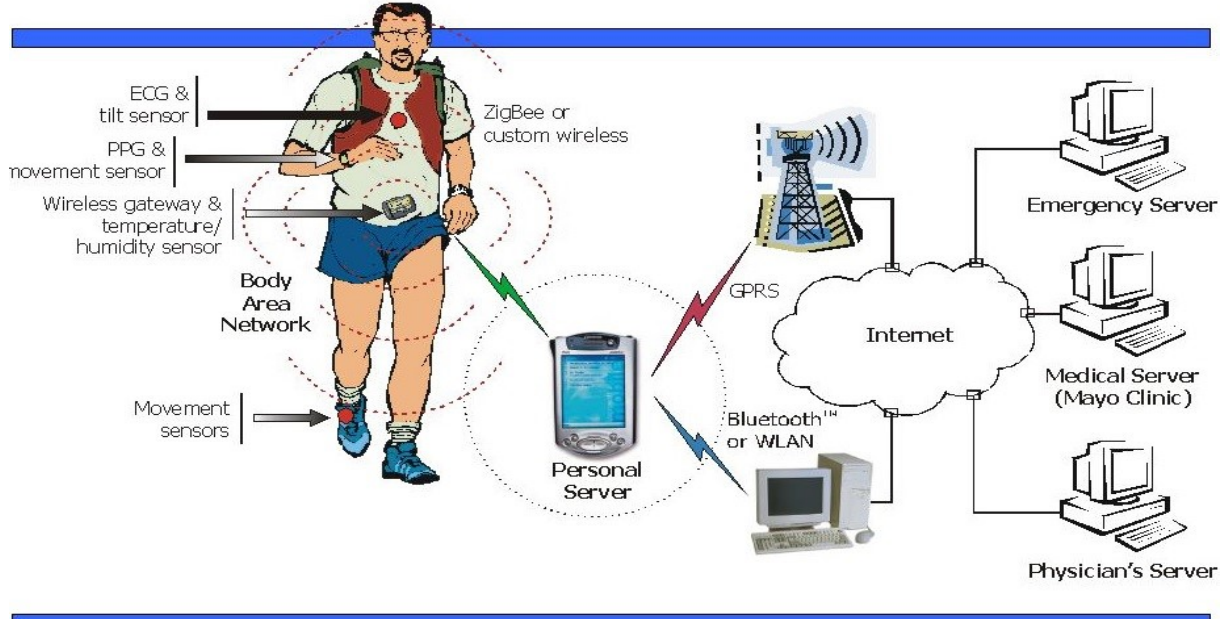 ECG &
tilt sensor
PPG &
movement sensor
Wireless gateway &
temperature/
humidity sensor
Body
Area
Network
Movement
sensors
ZigBee or
custom wireless
Personal
Server
GPRS
Bluetooth™
or WLAN
Internet
Emergency Server
Medical Server
(Mayo Clinic)
Physician's Server